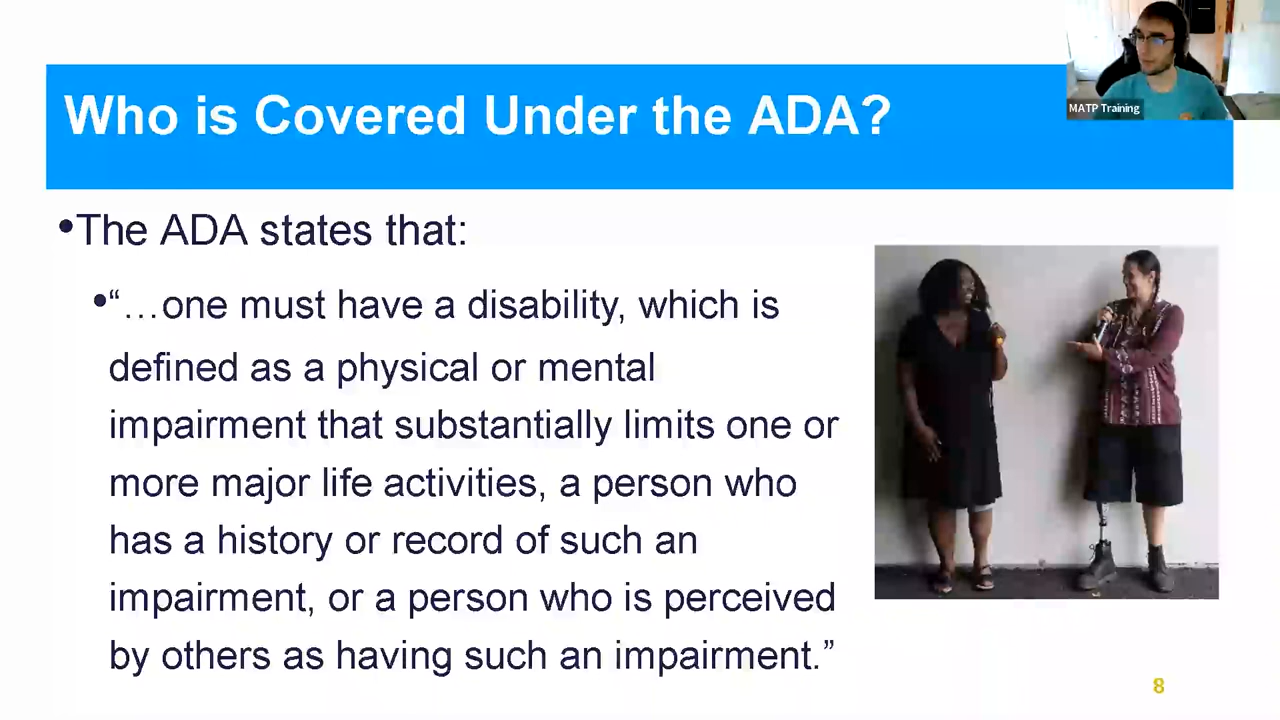 Who is Covered Under the ADA?
MATP Training
•The ADA states that:
•“…one must have a disability, which is
defined as a physical or mental
impairment that substantially limits one or
more major life activities, a person who
has a history or record of such an
impairment, or a person who is perceived
by others as having such an impairment.”
8